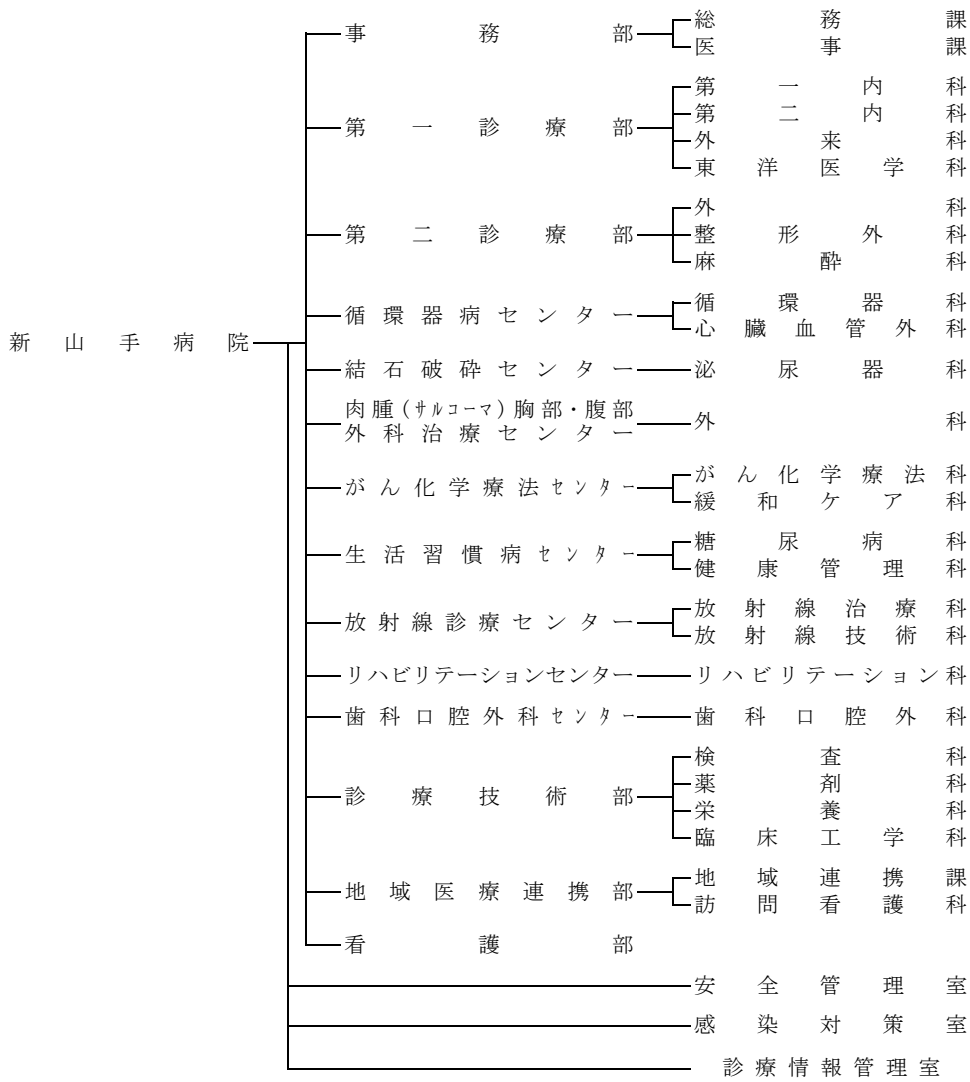 総務課
事務部
医事課
第一内科
第二内科
第一診療部
外来科
東洋医学科
外科
第二診療部
整形外科
麻酔科
循環器科
循環器病センター
心臓血管外科
新山手病院
結石破砕センター
泌尿器科
肉腫(サルコーマ)胸部・腹部
外科治療センター
外科
がん化学療法科
がん化学療法センター
緩和ケア科
糖尿病科
生活習慣病センター
健康管理科
放射線治療科
放射線診療センター
放射線技術科
リハビリテーションセンター
リハビリテーション科
歯科口腔外科センター
歯科口腔外科
検査科
薬剤科
診療技術部
栄養科
臨床工学科
地域連携課
地域医療連携部
訪問看護科
看護部
安全管理室
感染対策室
診療情報管理室